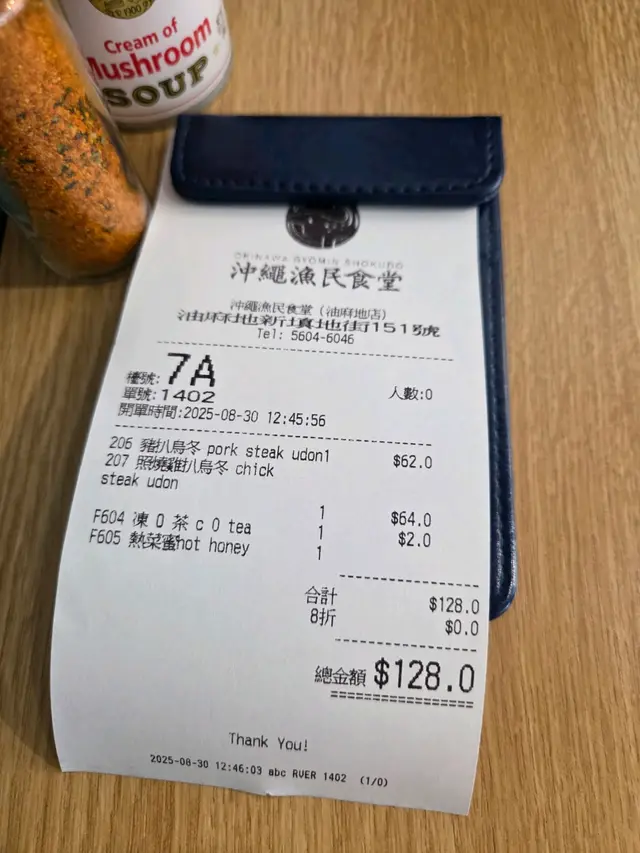 Cream of
Mushroom
SOUP
OKINAWA GYOMIN SHOKUDO
沖繩漁民食堂
沖繩漁民食堂（油麻地店）
油麻地新填地街151號
Tel: 5604-6046
檯號: 7A
人數:0
單號:1402
開單時間:2025-08-30 12:45:56
206 豬扒烏冬 pork steak udon1 $62.0
207 照燒雞扒烏冬 chick
steak udon
1 $64.0
F604 凍 O 茶 c O tea 1 $2.0
F605 熱菜蜜hot honey 1
合計 $128.0
8折 $0.0
總金額 $128.0
Thank You!
2025-08-30 12:46:03 abc RVER 1402 (1/0)